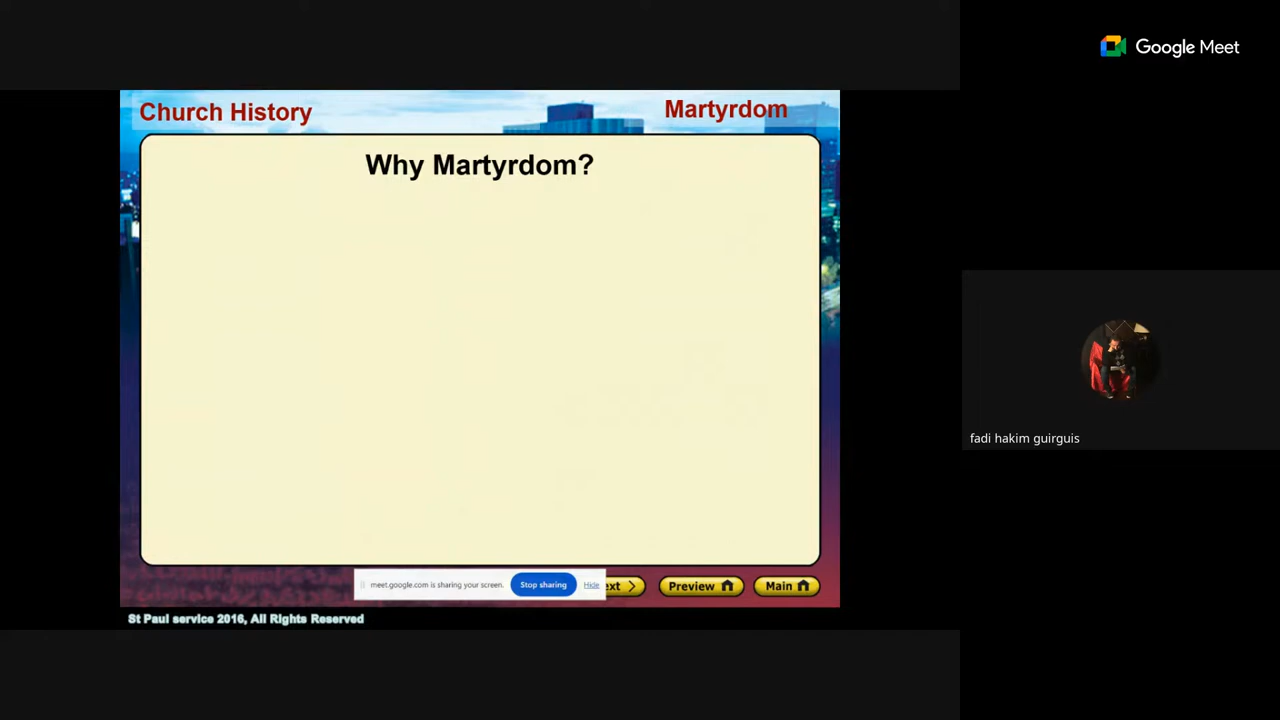 Google Meet
Church History
Martyrdom
Why Martyrdom?
fadi hakim guirguis
meet.google.com is sharing your screen.
Stop sharing
Hide
ext
Preview
Main
St Paul service 2016, All Rights Reserved